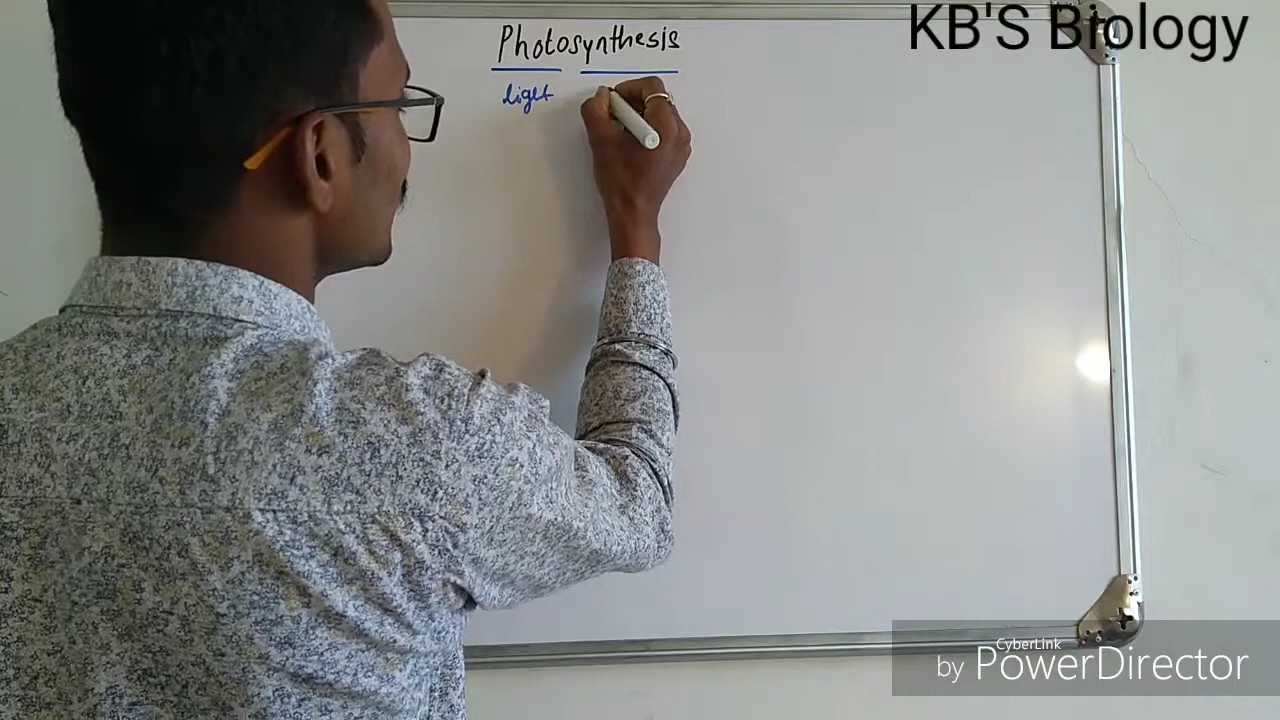 KB'S Biology
Photosynthesis
light
CyberLink
by PowerDirector